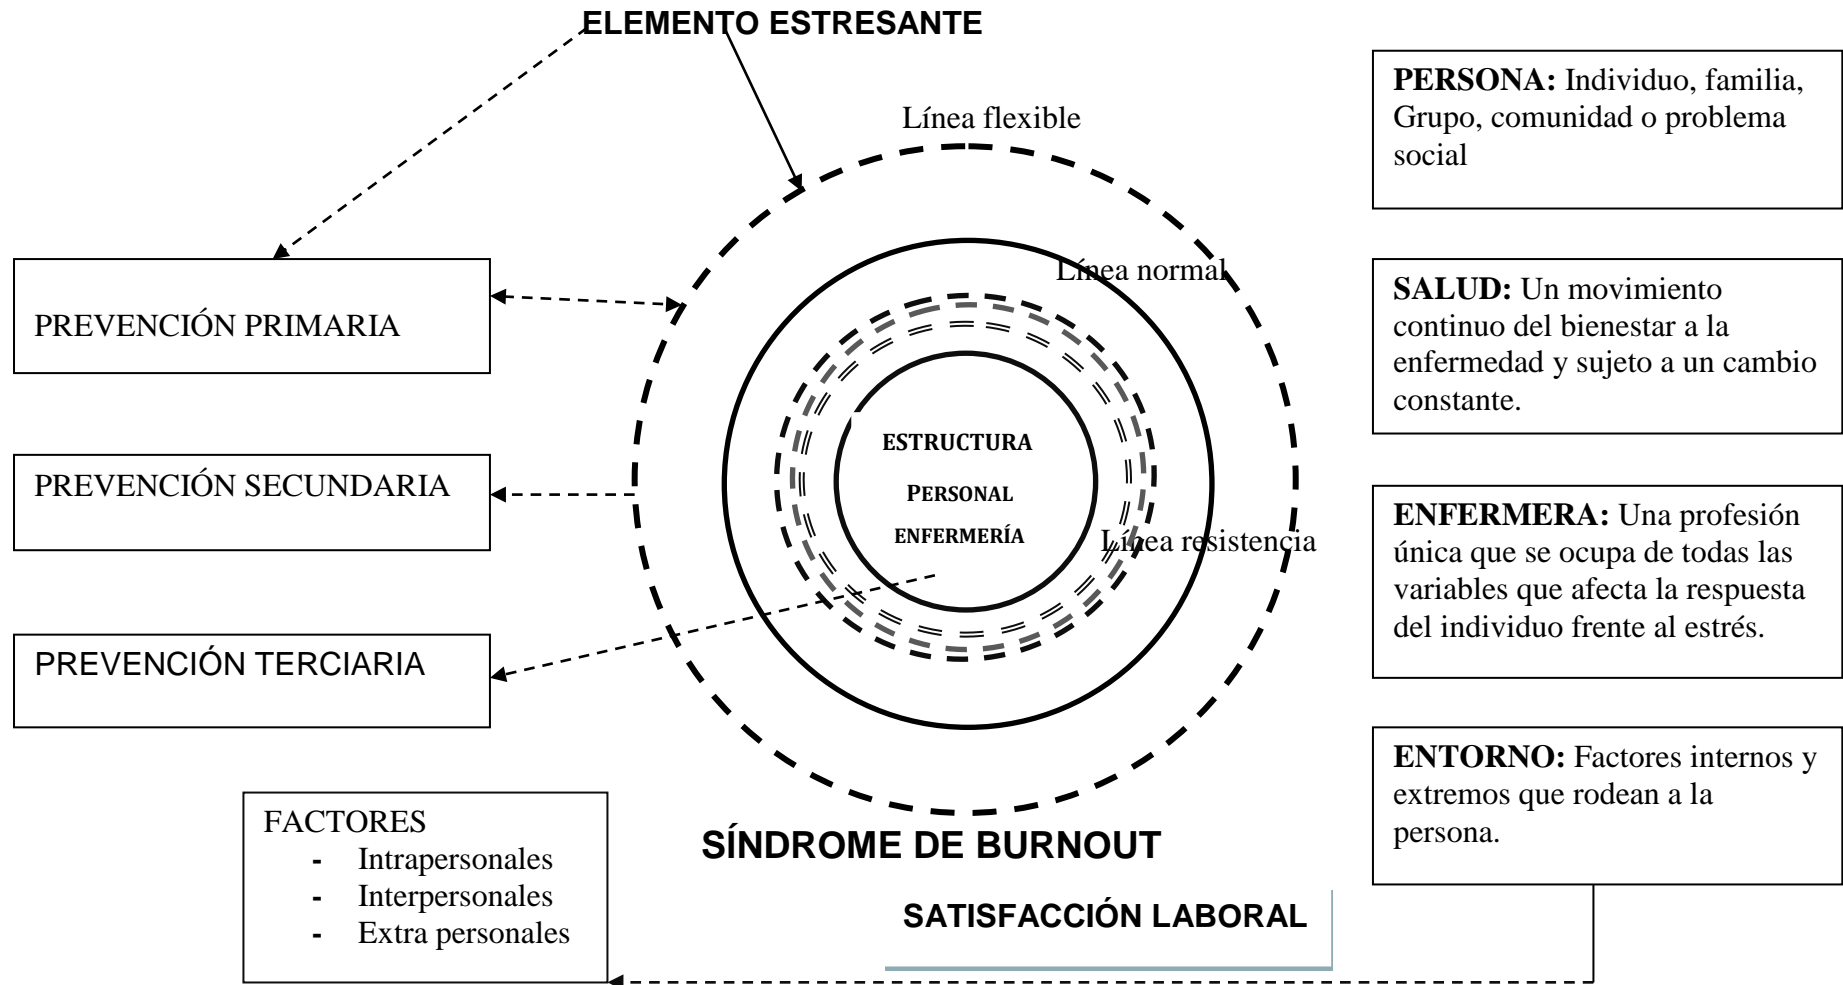 ELEMENTO ESTRESANTE
Línea flexible
Línea normal
Línea resistencia
ESTRUCTURA
PERSONAL
ENFERMERÍA
PREVENCIÓN PRIMARIA
PREVENCIÓN SECUNDARIA
PREVENCIÓN TERCIARIA
FACTORES
- Intrapersonales
- Interpersonales
- Extra personales
SÍNDROME DE BURNOUT
SATISFACCIÓN LABORAL
PERSONA: Individuo, familia,
Grupo, comunidad o problema
social
SALUD: Un movimiento
continuo del bienestar a la
enfermedad y sujeto a un cambio
constante.
ENFERMERA: Una profesión
única que se ocupa de todas las
variables que afecta la respuesta
del individuo frente al estrés.
ENTORNO: Factores internos y
extremos que rodean a la
persona.